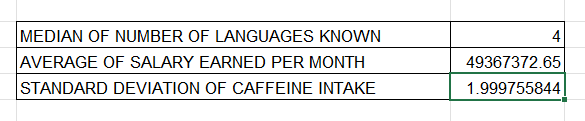 MEDIAN OF NUMBER OF LANGUAGES KNOWN 4
AVERAGE OF SALARY EARNED PER MONTH 49367372.65
STANDARD DEVIATION OF CAFFEINE INTAKE 1.999755844